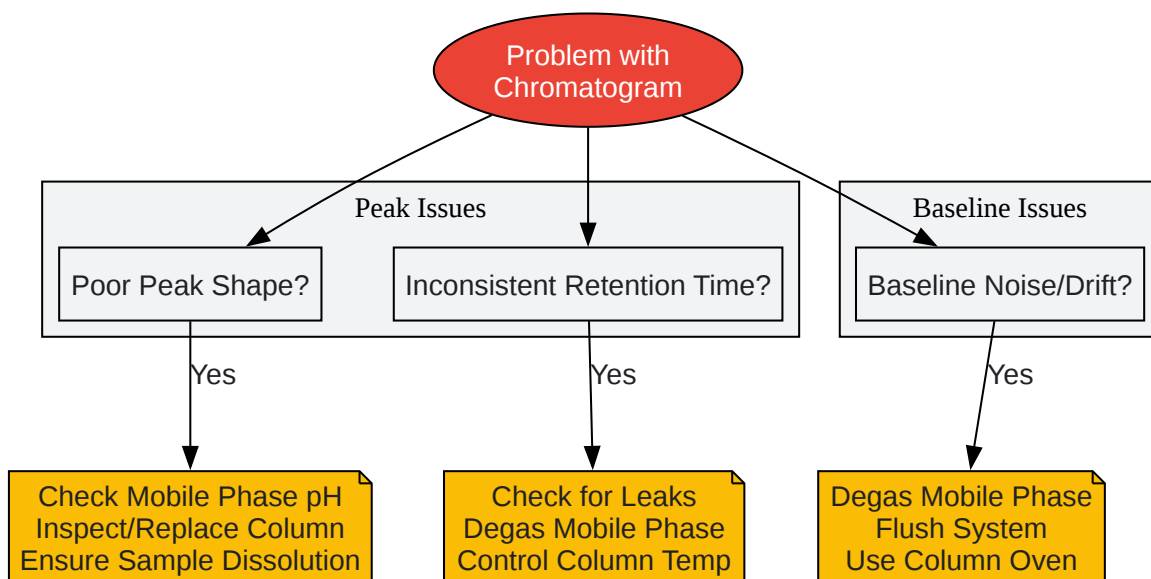 Problem with
Chromatogram
Peak Issues
Baseline Issues
Poor Peak Shape?
Inconsistent Retention Time?
Baseline Noise/Drift?
Yes
Yes
Yes
Check Mobile Phase pH
Inspect/Replace Column
Ensure Sample Dissolution
Check for Leaks
Degas Mobile Phase
Control Column Temp
Degas Mobile Phase
Flush System
Use Column Oven